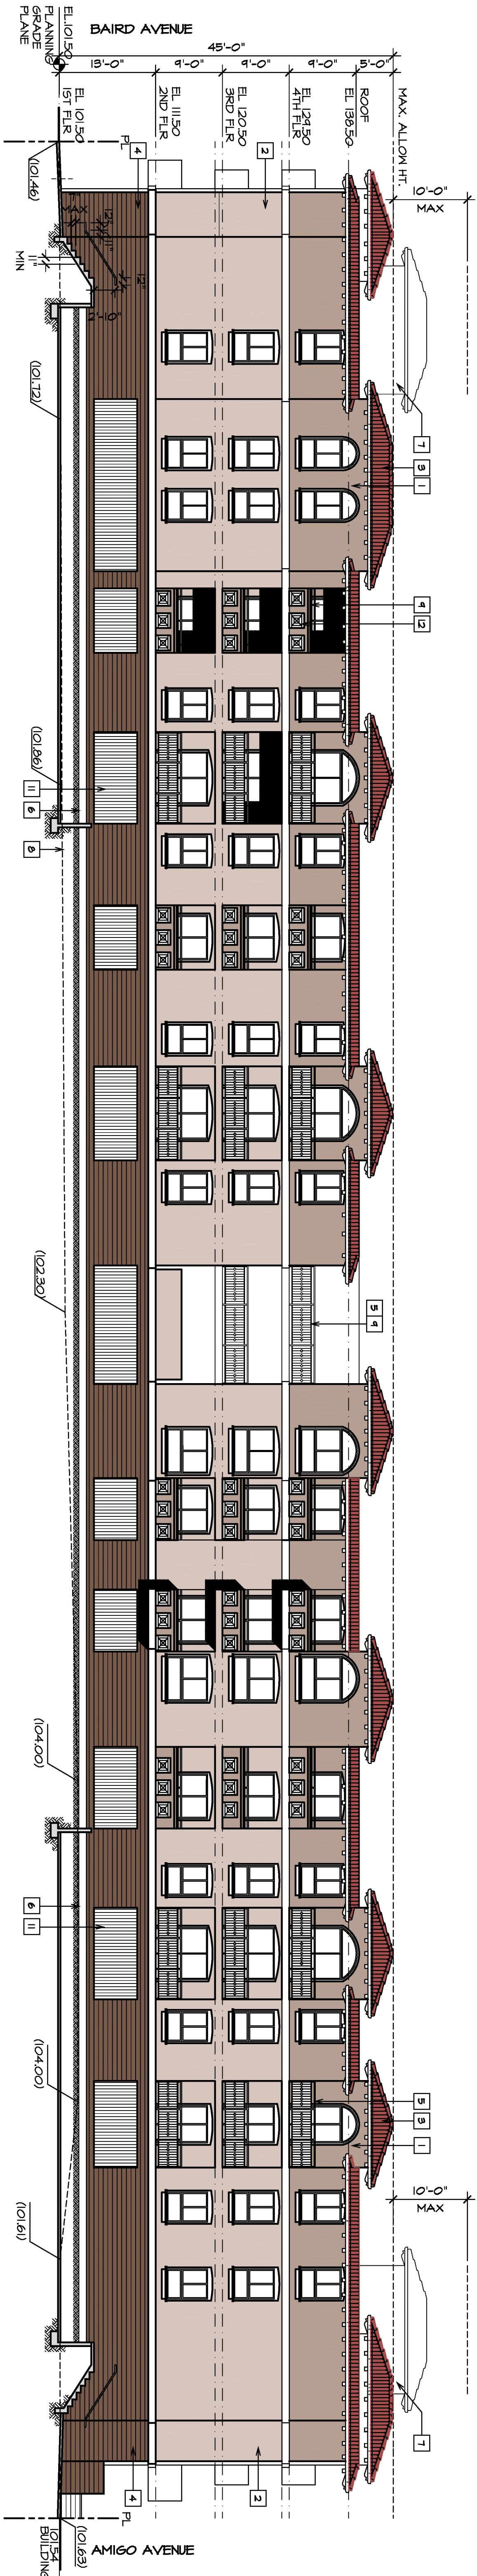 BAIRD AVENUE
45'-0"
13'-0"
9'-0"
9'-0"
9'-0"
5'-0"
EL.101.50
PLANNING
GRADE
PLANE
EL 101.50
1ST FLR
EL 111.50
2ND FLR
EL 120.50
3RD FLR
EL 129.50
4TH FLR
EL 138.50
ROOF
MAX. ALLOW HT.
PL
(101.46)
4
2
10'-0"
MAX
MAX
12"
11"
12"
MIN
11"
2'-10"
(101.72)
7
3
1
9
12
(101.86)
11
6
8
(102.30)
5
9
(104.00)
6
11
(104.00)
5
3
1
10'-0"
MAX
(101.61)
7
4
2
PL
(101.63)
101.54
BUILDING
AMIGO AVENUE